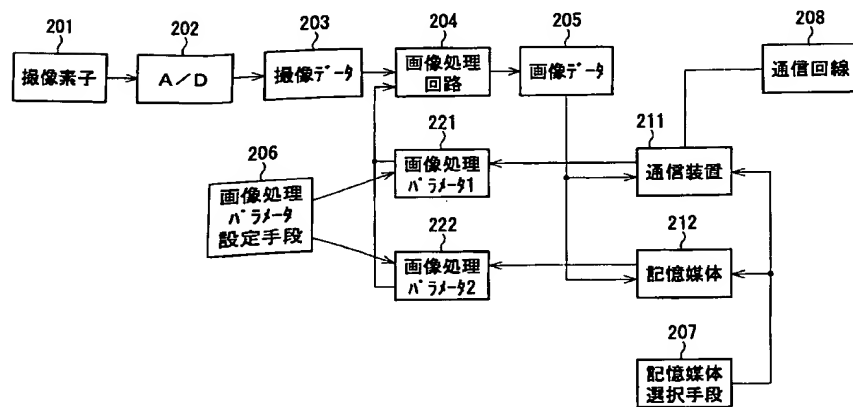 201
撮像素子
202
A/D
203
撮像データ
204
画像処理
回路
205
画像データ
208
通信回線
206
画像処理
パラメータ
設定手段
221
画像処理
パラメータ1
211
通信装置
222
画像処理
パラメータ2
212
記憶媒体
207
記憶媒体
選択手段